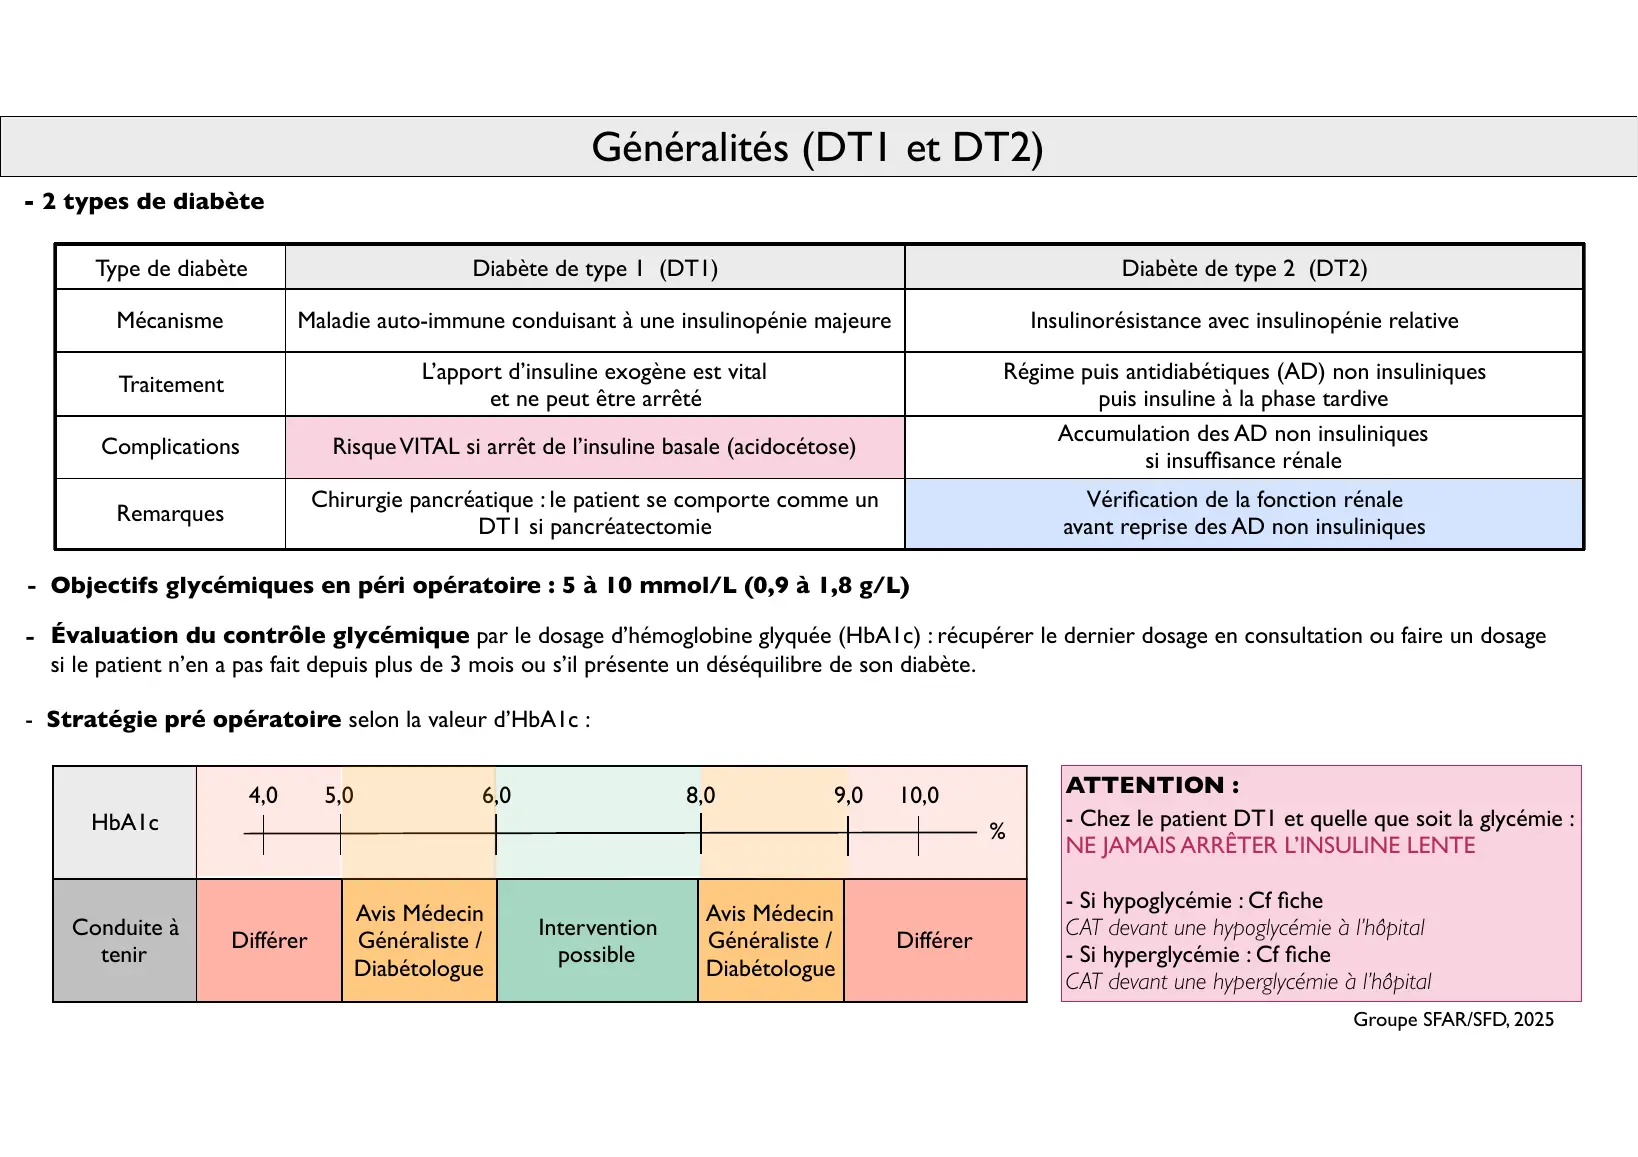 Généralités (DT1 et DT2)
- 2 types de diabète
Type de diabète
Diabète de type 1 (DT1)
Diabète de type 2 (DT2)
Mécanisme
Maladie auto-immune conduisant à une insulinopénie majeure
Insulinorésistance avec insulinopénie relative
Traitement
L’apport d’insuline exogène est vital
et ne peut être arrêté
Régime puis antidiabétiques (AD) non insuliniques
puis insuline à la phase tardive
Complications
Risque VITAL si arrêt de l’insuline basale (acidocétose)
Accumulation des AD non insuliniques
si insuffisance rénale
Remarques
Chirurgie pancréatique : le patient se comporte comme un
DT1 si pancréatectomie
Vérification de la fonction rénale
avant reprise des AD non insuliniques
- Objectifs glycémiques en péri opératoire : 5 à 10 mmol/L (0,9 à 1,8 g/L)
- Évaluation du contrôle glycémique par le dosage d’hémoglobine glyquée (HbA1c) : récupérer le dernier dosage en consultation ou faire un dosage
si le patient n’en a pas fait depuis plus de 3 mois ou s’il présente un déséquilibre de son diabète.
- Stratégie pré opératoire selon la valeur d’HbA1c :
HbA1c
4,0 5,0 6,0 8,0 9,0 10,0
%
Conduite à
tenir
Différer
Avis Médecin
Généraliste /
Diabétologue
Intervention
possible
Avis Médecin
Généraliste /
Diabétologue
Différer
ATTENTION :
- Chez le patient DT1 et quelle que soit la glycémie :
NE JAMAIS ARRÊTER L’INSULINE LENTE
- Si hypoglycémie : Cf fiche
CAT devant une hypoglycémie à l’hôpital
- Si hyperglycémie : Cf fiche
CAT devant une hyperglycémie à l’hôpital
Groupe SFAR/SFD, 2025